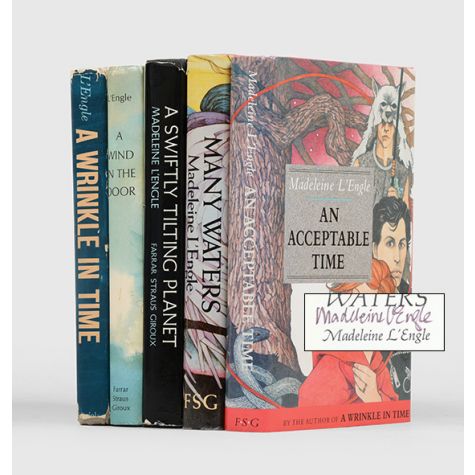 L'Engle
A WRINKLE IN TIME
L'Engle
A
WIND
IN THE
DOOR
Farrar
Straus
Giroux
A SWIFTLY TILTING PLANET
MADELEINE L'ENGLE
FARRAR STRAUS GIROUX
MANY WATERS
Madeleine L'Engle
FSG
Madeleine L'Engle
AN ACCEPTABLE TIME
FSG
Madeleine L'Engle
AN
ACCEPTABLE
TIME
BY THE AUTHOR OF A WRINKLE IN TIME
WATERS
Madeleine L'Engle
Madeleine L'Engle